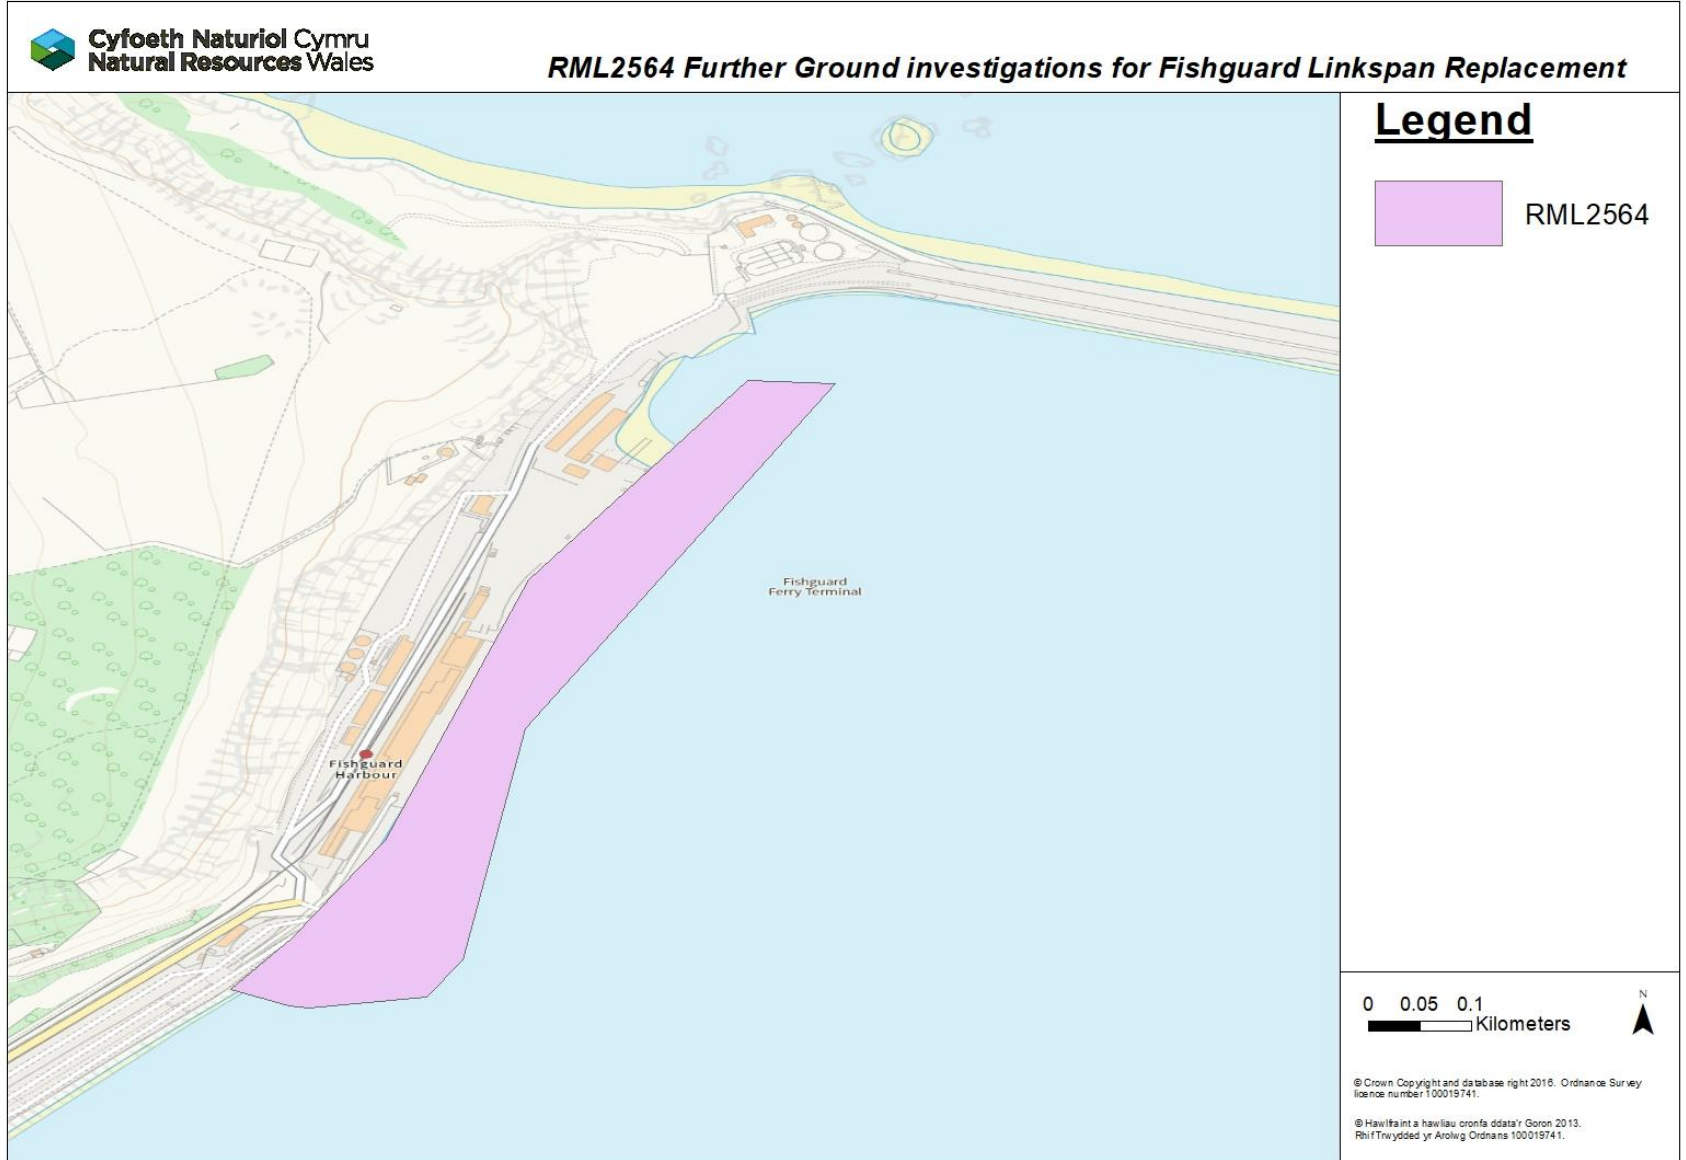 Cyfoeth Naturiol Cymru
Natural Resources Wales
RML2564 Further Ground investigations for Fishguard Linkspan Replacement
Legend
RML2564
Fishguard
Ferry Terminal
Fishguard
Harbour
0 0.05 0.1
Kilometers
N
© Crown Copyright and database right 2016. Ordnance Survey
licence number 100019741.
© Hawlfraint a hawliau cronfa ddata'r Goron 2013.
Rhif Trwydded yr Arolwg Ordnans 100019741.